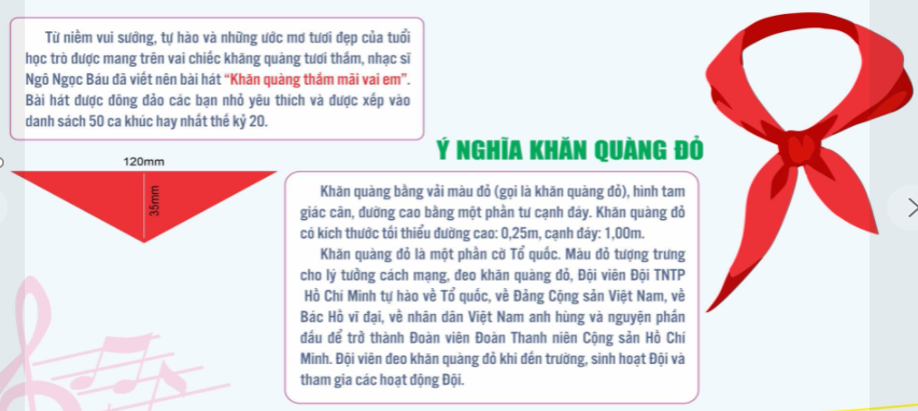 Từ niềm vui sướng, tự hào và những ước mơ tươi đẹp của tuổi
học trò được mang trên vai chiếc khăng quàng tươi thắm, nhạc sĩ
Ngô Ngọc Báu đã viết nên bài hát “Khăn quàng thắm mãi vai em”.
Bài hát được đông đảo các bạn nhỏ yêu thích và được xếp vào
danh sách 50 ca khúc hay nhất thế kỷ 20.
Ý NGHĨA KHĂN QUÀNG ĐỎ
120mm
35mm
Khăn quàng bằng vải màu đỏ (gọi là khăn quàng đỏ), hình tam
giác cân, đường cao bằng một phần tư cạnh đáy. Khăn quàng đỏ
có kích thước tối thiểu đường cao: 0,25m, cạnh đáy: 1,00m.
Khăn quàng đỏ là một phần cờ Tổ quốc. Màu đỏ tượng trưng
cho lý tưởng cách mạng, đeo khăn quàng đỏ, Đội viên Đội TNTP
Hồ Chí Minh tự hào về Tổ quốc, về Đảng Cộng sản Việt Nam, về
Bác Hồ vĩ đại, về nhân dân Việt Nam anh hùng và nguyện phấn
đấu để trở thành Đoàn viên Đoàn Thanh niên Cộng sản Hồ Chí
Minh. Đội viên đeo khăn quàng đỏ khi đến trường, sinh hoạt Đội và
tham gia các hoạt động Đội.